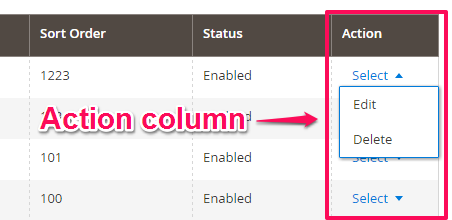 Sort Order Status Action
1223 Enabled Select
Edit
Action column
Delete
101 Enabled Select
100 Enabled Select